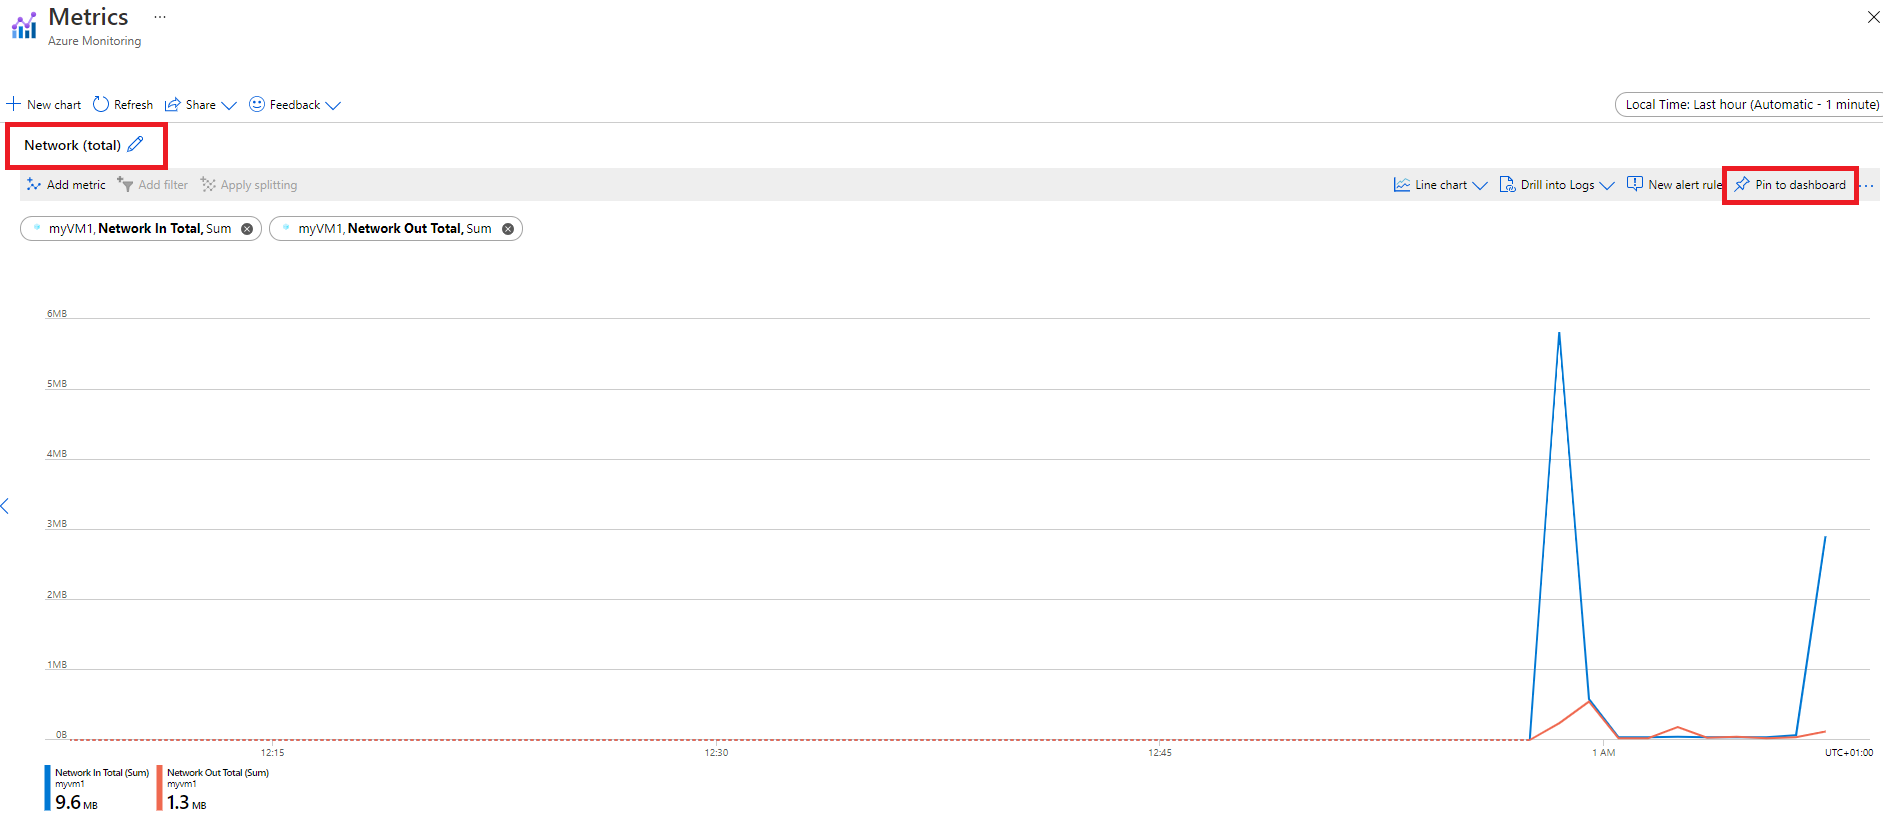 Metrics ...
Azure Monitoring
New chart Refresh Share Feedback Local Time: Last hour (Automatic - 1 minute)
Network (total)
Add metric Add filter Apply splitting Line chart Drill into Logs New alert rule Pin to dashboard ...
myVM1, Network In Total, Sum myVM1, Network Out Total, Sum
6MB
5MB
4MB
3MB
2MB
1MB
0B
12:15 12:30 12:45 1 AM UTC+01:00
Network In Total (Sum) Network Out Total (Sum)
myvm1 myvm1
9.6 MB 1.3 MB